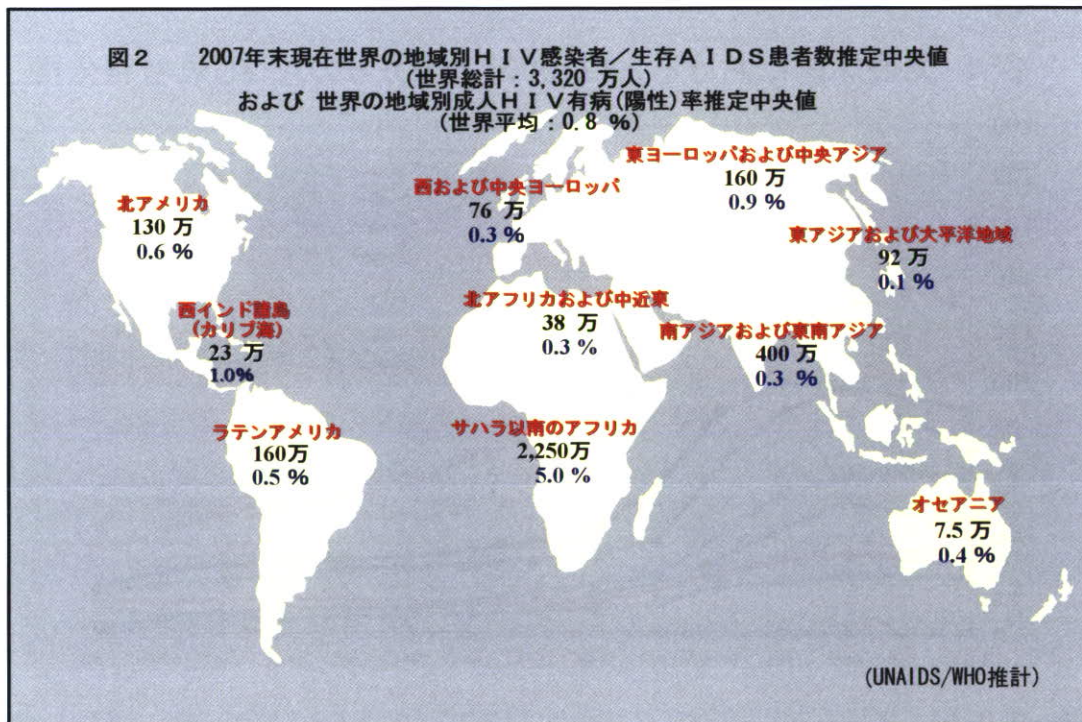 図2 2007年末現在世界の地域別HIV感染者/生存AIDS患者数推定中央値
(世界総計:3,320 万人)
および 世界の地域別成人HIV有病(陽性)率推定中央値
(世界平均:0.8 %)
東ヨーロッパおよび中央アジア
160 万
0.9 %
西および中央ヨーロッパ
76 万
0.3 %
北アメリカ
130 万
0.6 %
東アジアおよび太平洋地域
92 万
0.1 %
北アフリカおよび中近東
38 万
0.3 %
西インド諸島
(カリブ海)
23 万
1.0%
南アジアおよび東南アジア
400 万
0.3 %
ラテンアメリカ
160万
0.5 %
サハラ以南のアフリカ
2,250万
5.0 %
オセアニア
7.5 万
0.4 %
(UNAIDS/WHO推計)